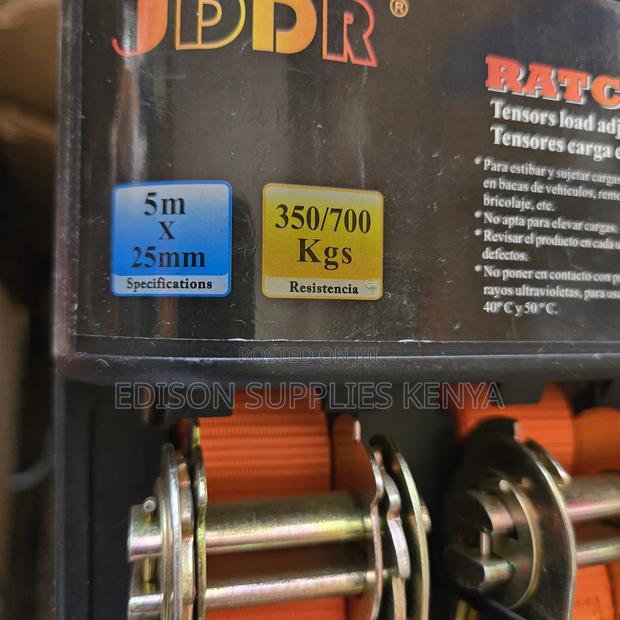 JDDR ®
RATC
Tensors load adj
Tensores carga
* Para estibar y sujetar cargas
en bacas de vehículos, remo
bricolaje, etc.
* No apta para elevar cargas.
* Revisar el producto en cada u
defectos.
* No poner en contacto con p
rayos ultravioletas, para usa
40º C y 50 º C.
5m
X
25mm
Specifications
350/700
Kgs
Resistencia
POSTED ON JIJI
EDISON SUPPLIES KENYA